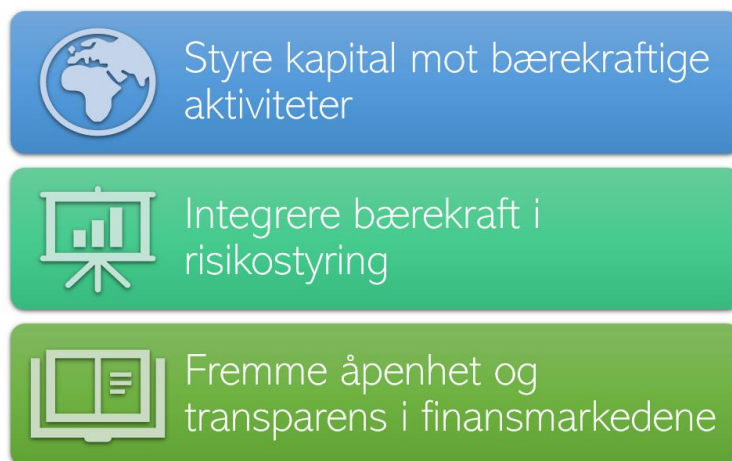 Styre kapital mot bærekraftige
aktiviteter
Integrere bærekraft i
risikostyring
Fremme åpenhet og
transparens i finansmarkedene